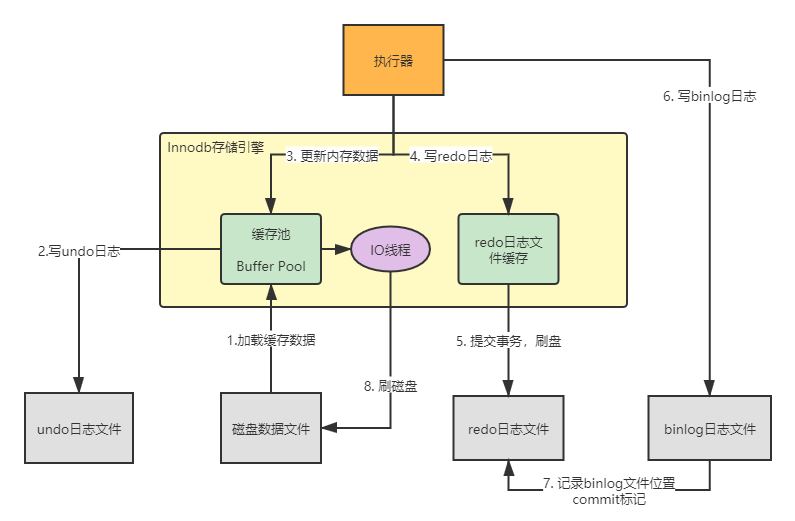 执行器
6. 写binlog日志
Innodb存储引擎
3. 更新内存数据
4. 写redo日志
缓存池
Buffer Pool
IO线程
redo日志文
件缓存
2.写undo日志
1.加载缓存数据
5. 提交事务，刷盘
8. 刷磁盘
undo日志文件
磁盘数据文件
redo日志文件
binlog日志文件
7. 记录binlog文件位置
commit标记